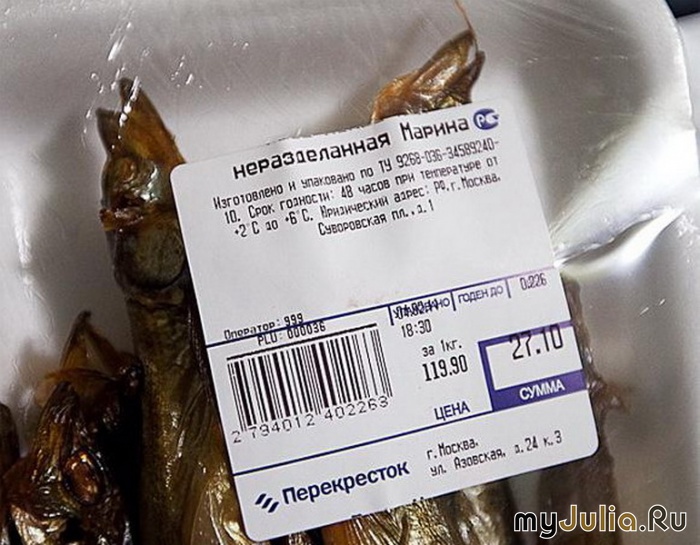 неразделанная Марина РС
Изготовлено и упаковано по ТУ 9268-036-34589240-
10. Срок годности: 48 часов при температуре от
+2°С до +6°С. Юридический адрес: РФ,г.Москва,
Суворовская пл.,д.1
годен до 0.226
Оператор: 999
PLU: 000036
18:30
за 1кг.
119.90
27.10
ЦЕНА
СУММА
2 794012 402263
Перекресток
г.Москва,
ул. Азовская, д.24 к.3
myJulia.Ru